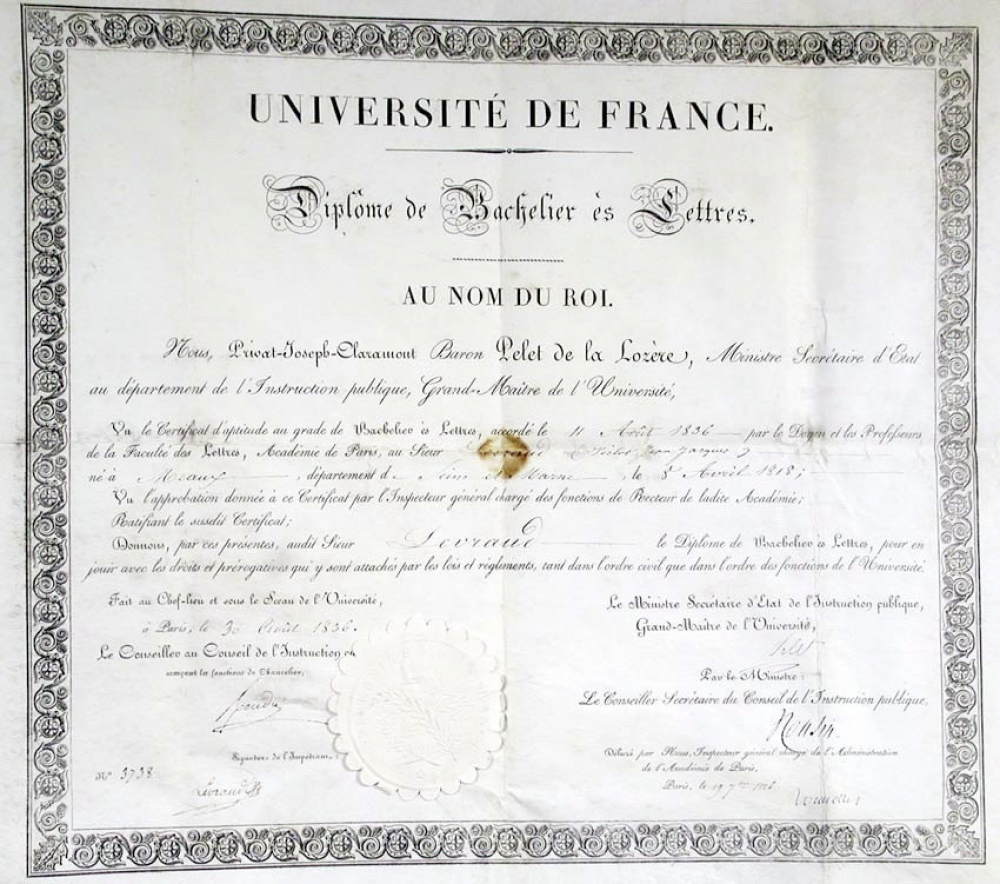 UNIVERSITÉ DE FRANCE.
Diplôme de Bachelier ès Lettres.
AU NOM DU ROI.
Nous, Privat-Joseph-Claramont Baron Pelet de la Lozère, Ministre Secrétaire d'Etat
au département de l'Instruction publique, Grand-Maître de l'Université,
Vu le Certificat d'aptitude au grade de Bachelier ès Lettres, accordé le 11 Août 1836 par le Doyen et les Professeurs
de la Faculté des Lettres, Académie de Paris, au Sieur Jean Jacques
né à Meaux, département de Seine et Marne, le 8 Avril 1818;
Vu l'approbation donnée à ce Certificat par l'Inspecteur général chargé des fonctions de Recteur de ladite Académie;
Ratifiant le susdit Certificat;
Donnons, par ces présentes, audit Sieur Levraud le Diplôme de Bachelier ès Lettres, pour en
jouir avec les droits et prérogatives qui y sont attachés par les lois et règlements, tant dans l'ordre civil que dans l'ordre des fonctions de l'Université.
Fait au Chef-lieu et sous le Sceau de l'Université,
à Paris, le 30 Août 1836.
Le Conseiller au Conseil de l'Instruction
remplissant les fonctions de Chancelier,
Signature de l'Impétrant
N° 3738
Levraud
Le Ministre Secrétaire d'Etat de l'Instruction publique,
Grand-Maître de l'Université,
Pelet
Par le Ministre:
Le Conseiller Secrétaire du Conseil de l'Instruction publique,
Délivré par Nous, Inspecteur général chargé de l'Administration
de l'Académie de Paris,
Paris, le 19 7bre 1836